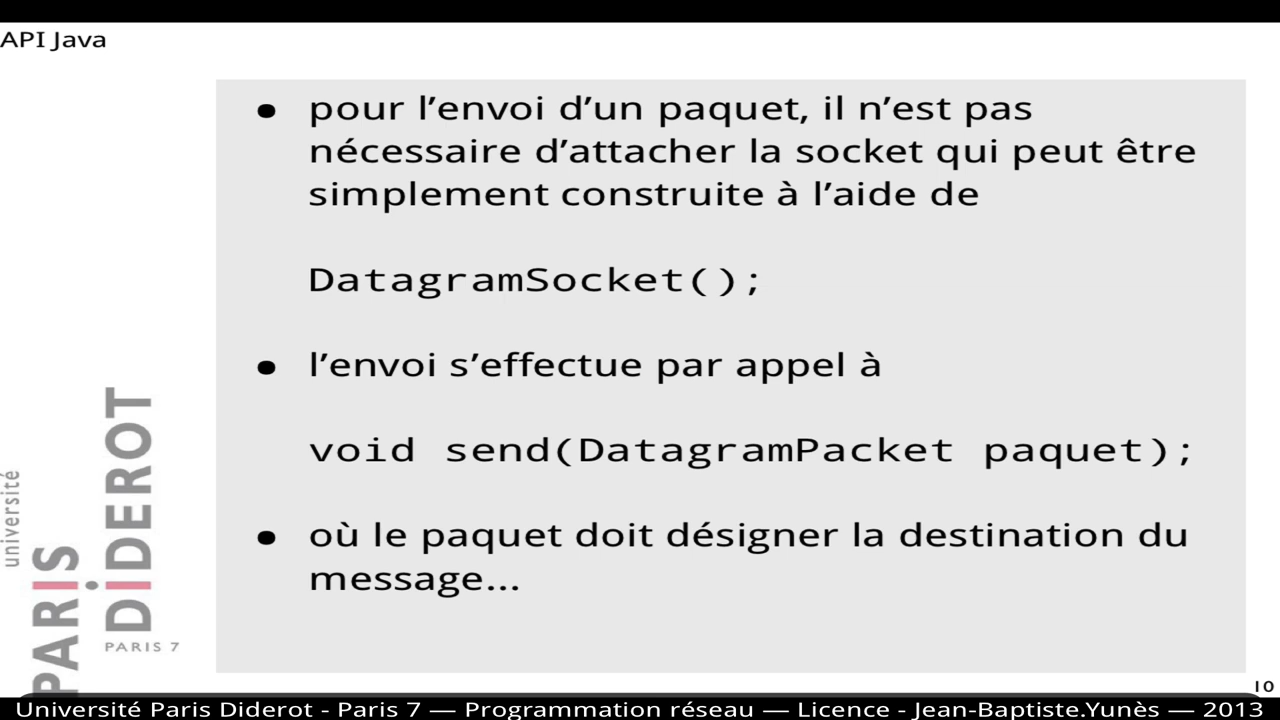 API Java
• pour l’envoi d’un paquet, il n’est pas
nécessaire d’attacher la socket qui peut être
simplement construite à l’aide de
DatagramSocket();
• l’envoi s’effectue par appel à
void send(DatagramPacket paquet);
• où le paquet doit désigner la destination du
message...
université
PARIS
DiDEROT
PARIS 7
10
Université Paris Diderot - Paris 7 — Programmation réseau — Licence - Jean-Baptiste.Yunès — 2013